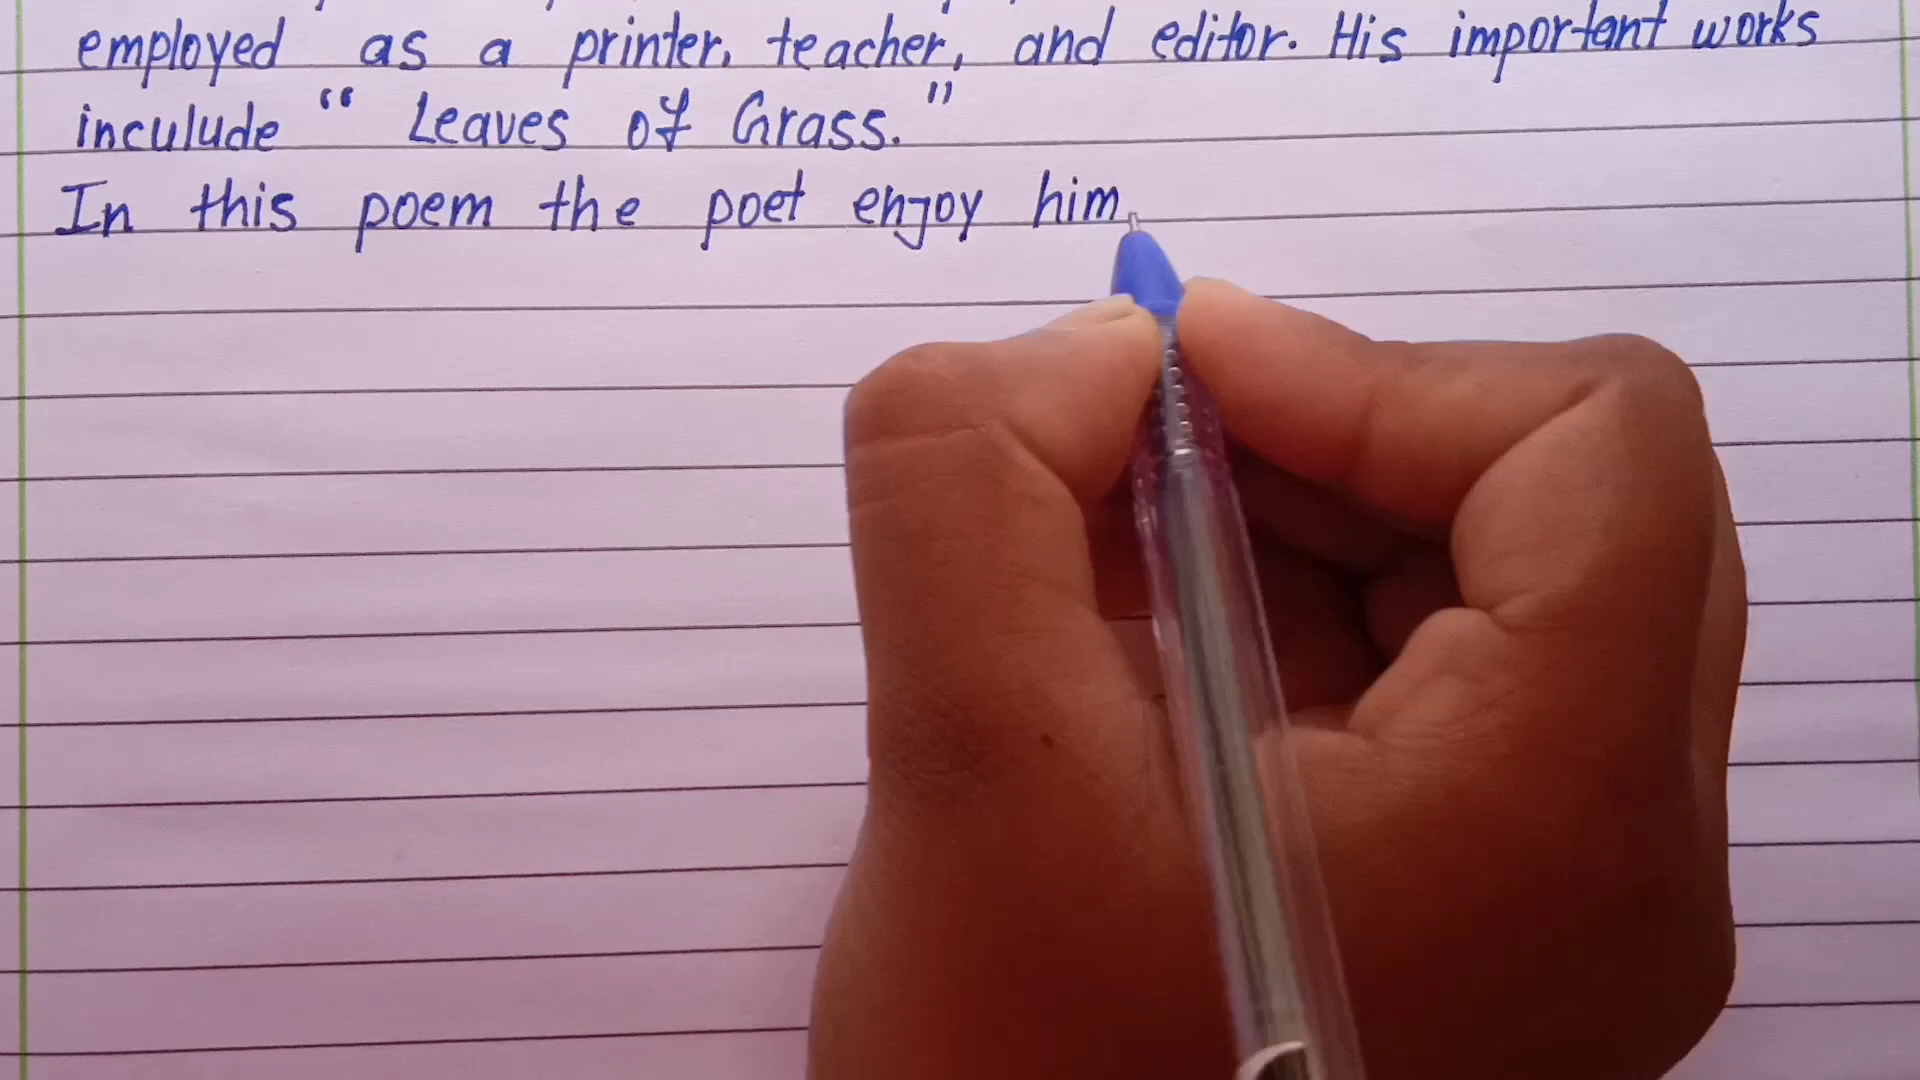 employed as a printer, teacher, and editor. His important works
inculude “ Leaves of Grass. ”
In this poem the poet enjoy him